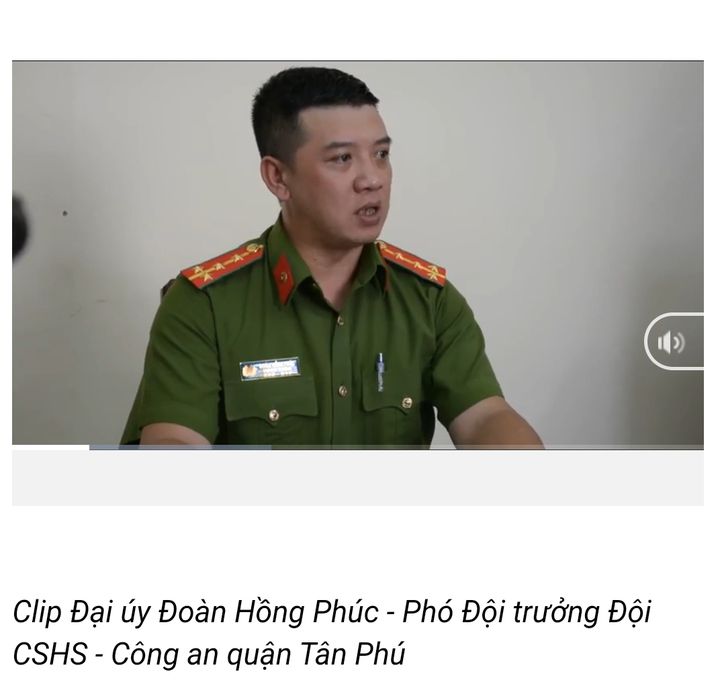 Clip Đại úy Đoàn Hồng Phúc - Phó Đội trưởng Đội
CSHS - Công an quận Tân Phú